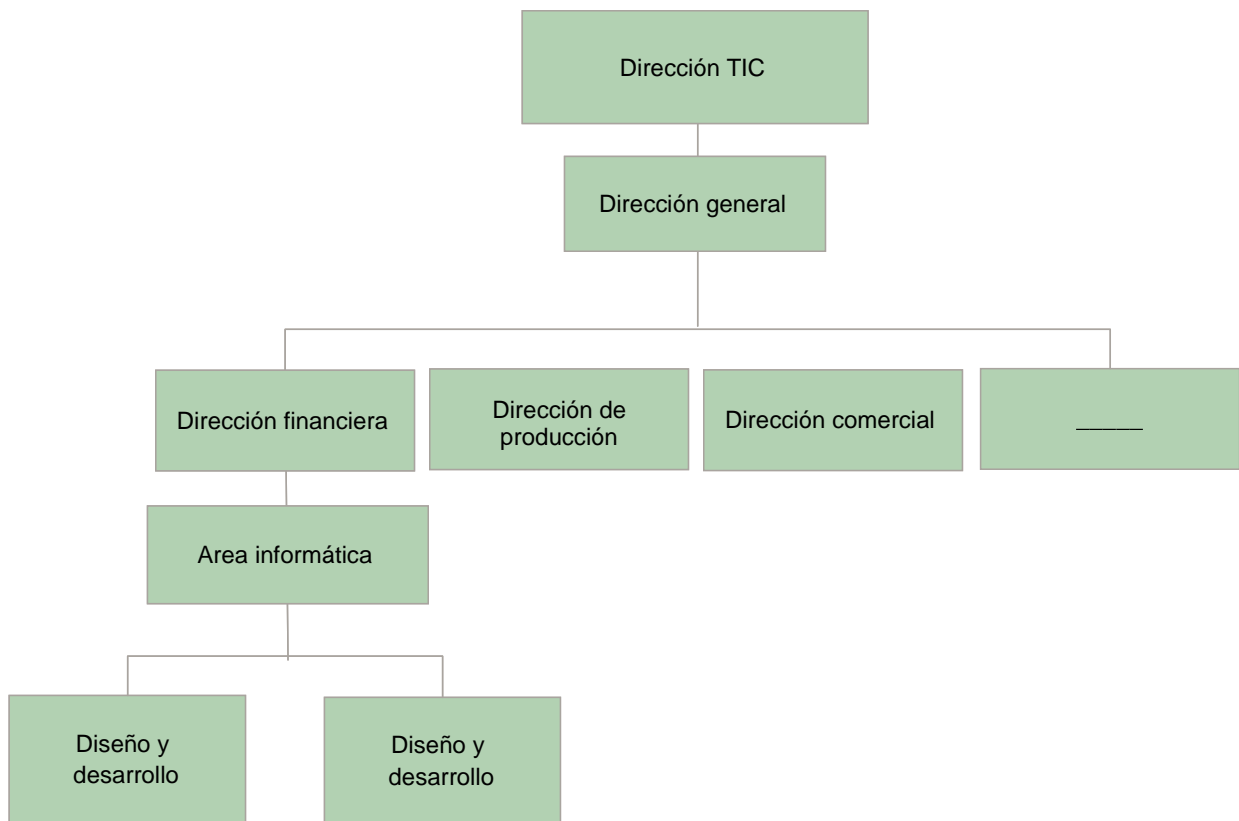 Dirección TIC
Dirección general
Dirección financiera
Dirección de
producción
Dirección comercial
_____
Area informática
Diseño y
desarrollo
Diseño y
desarrollo